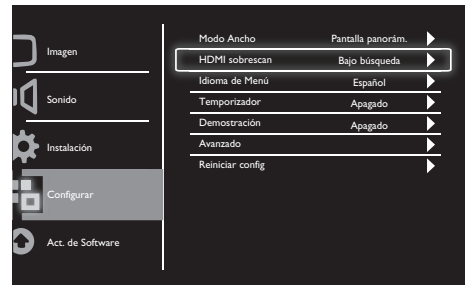 Imagen
Sonido
Instalación
Configurar
Act. de Software
Modo Ancho Pantalla panorám.
HDMI sobrescan Bajo búsqueda
Idioma de Menú Español
Temporizador Apagado
Demostración Apagado
Avanzado
Reiniciar config